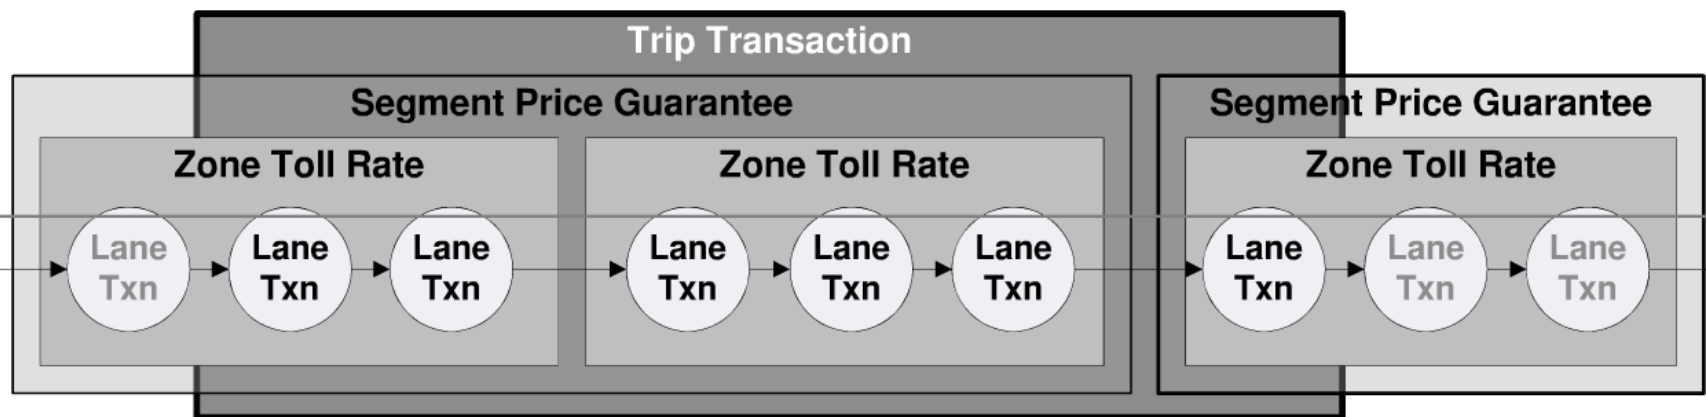 Trip Transaction
Segment Price Guarantee
Segment Price Guarantee
Zone Toll Rate
Zone Toll Rate
Zone Toll Rate
Lane
Txn
Lane
Txn
Lane
Txn
Lane
Txn
Lane
Txn
Lane
Txn
Lane
Txn
Lane
Txn
Lane
Txn